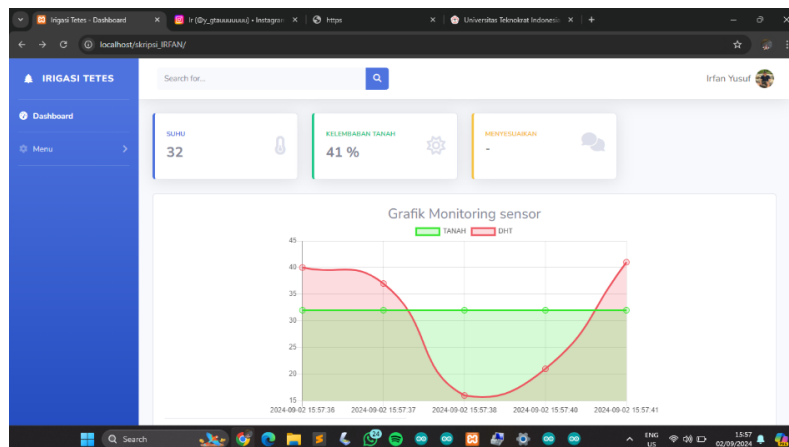 Irigasi Tetes - Dashboard
Ir (@y_gtauuuuuu) • Instagram
https
Universitas Teknokrat Indonesia
localhost/skripsi_IRFAN/
IRIGASI TETES
Search for...
Irfan Yusuf
Dashboard
Menu
SUHU
32
KELEMBABAN TANAH
41 %
MENYESUAIKAN
-
Grafik Monitoring sensor
TANAH
DHT
45
40
35
30
25
20
15
2024-09-02 15:57:36
2024-09-02 15:57:37
2024-09-02 15:57:38
2024-09-02 15:57:40
2024-09-02 15:57:41
Search
ENG
US
15:57
02/09/2024